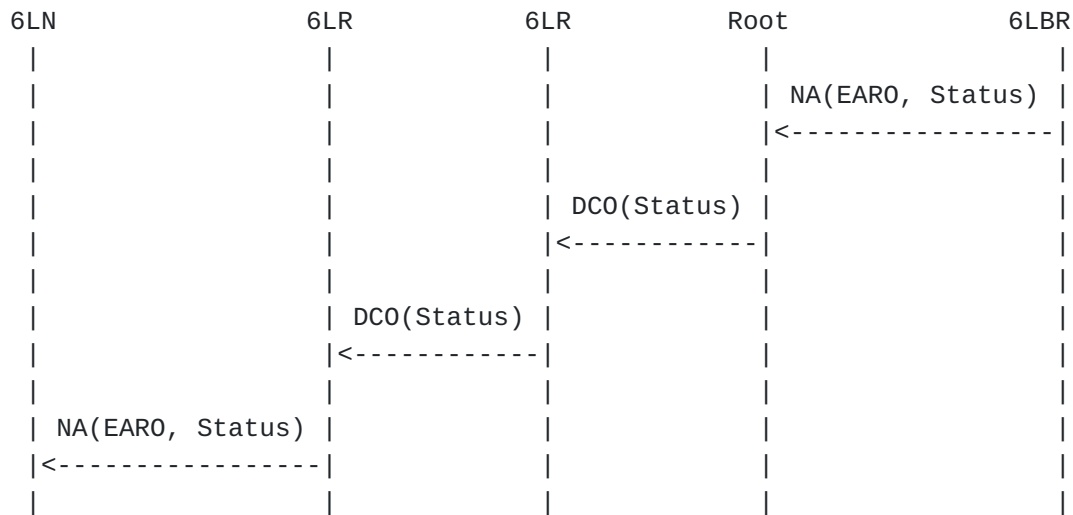 6LN 6LR 6LR Root 6LBR
NA(EARO, Status)
DCO(Status)
DCO(Status)
NA(EARO, Status)